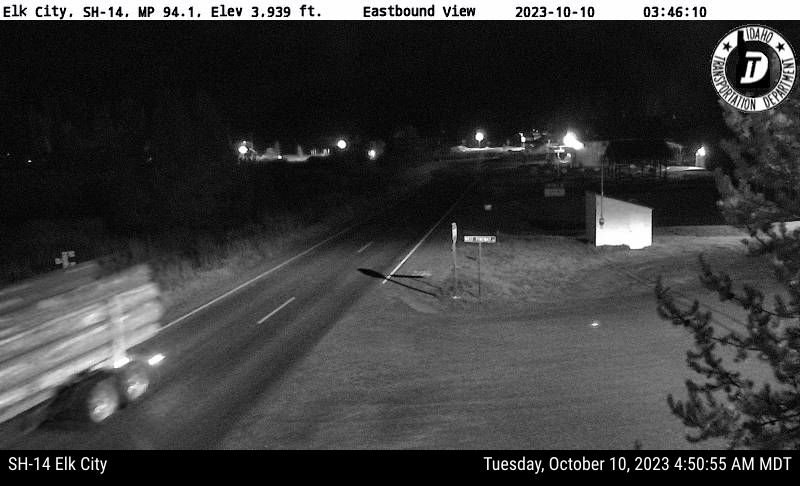 Elk City, SH-14, MP 94.1, Elev 3,939 ft. Eastbound View 2023-10-10 03:46:10
IDAHO TRANSPORTATION DEPARTMENT
SH-14 Elk City
Tuesday, October 10, 2023 4:50:55 AM MDT